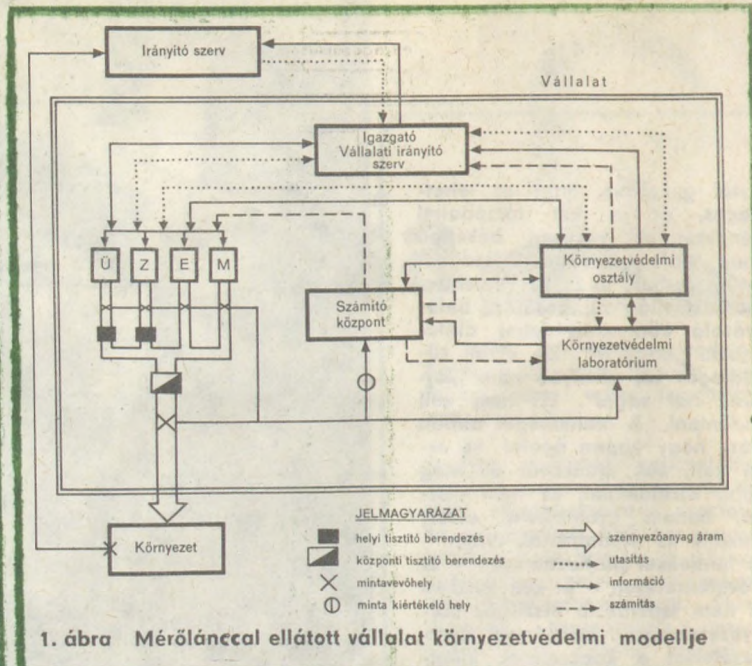 Irányító szerv
Vállalat
Igazgató
Vállalati irányító
szerv
Ü Z E M
Környezetvédelmi
osztály
Számító
központ
Környezetvédelmi
laboratórium
Környezet
JELMAGYARÁZAT
helyi tisztító berendezés
központi tisztító berendezés
mintavevőhely
minta kiértékelő hely
szennyezőanyag áram
utasítás
információ
számítás
1. ábra Mérőlánccal ellátott vállalat környezetvédelmi modellje